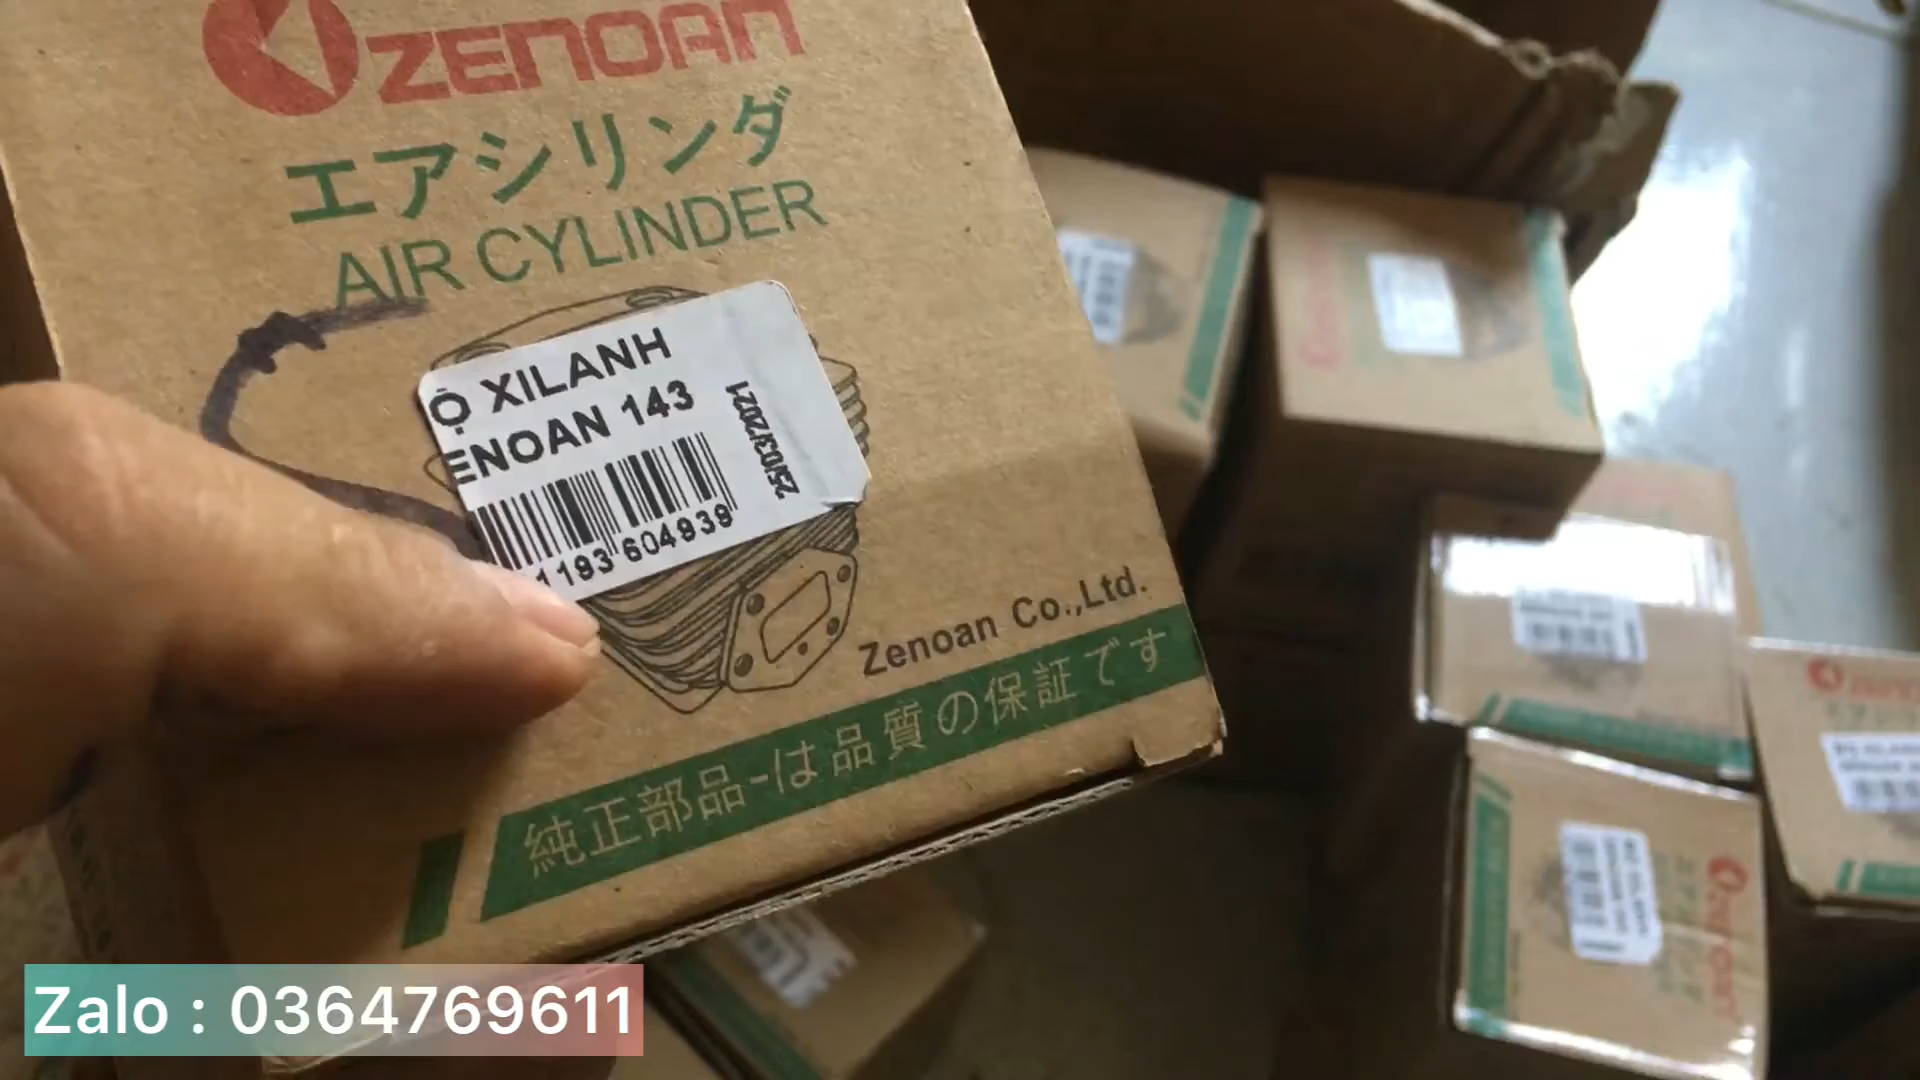 ZENOAN
エアシリンダ
AIR CYLINDER
Ộ XILANH
ENOAN 143
25/03/2021
1193 604939
Zenoan Co.,Ltd.
純正部品-は品質の保証です
Zalo : 0364769611